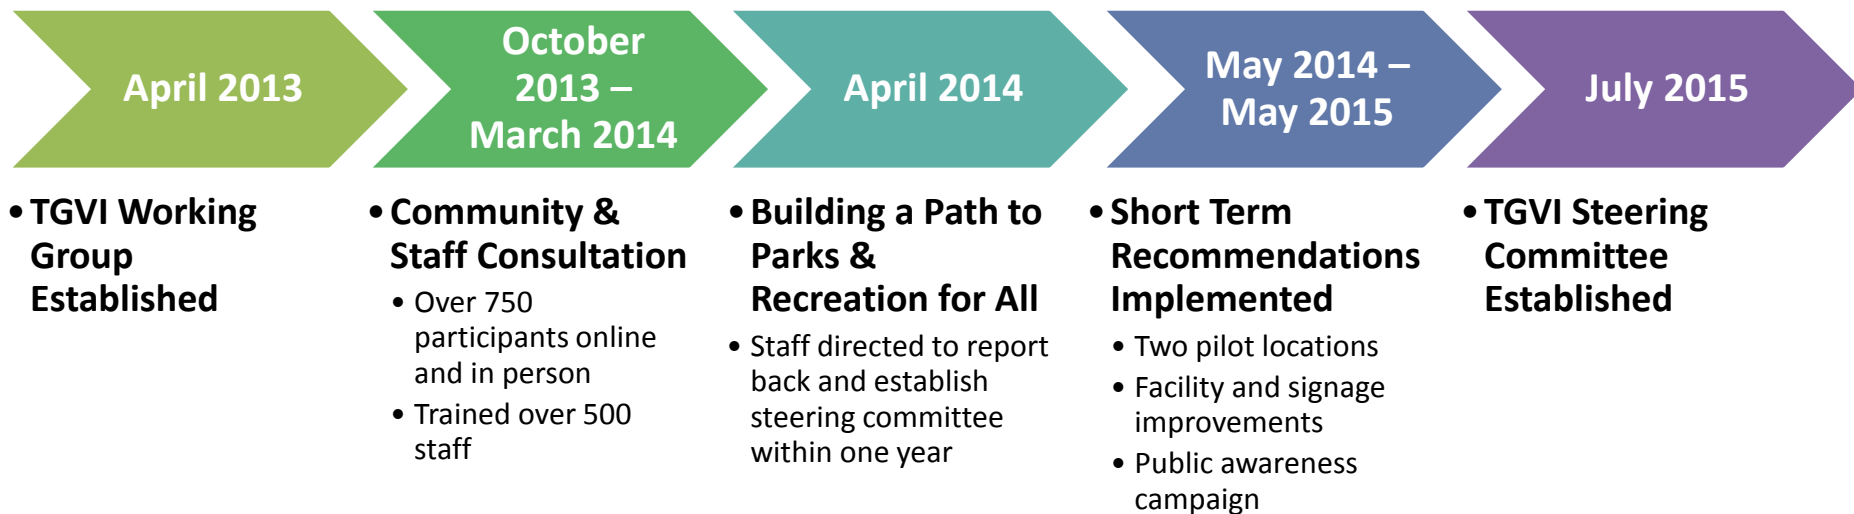 April 2013
October
2013 –
March 2014
April 2014
May 2014 –
May 2015
July 2015
• TGVI Working
Group
Established
• Community &
Staff Consultation
• Over 750
participants online
and in person
• Trained over 500
staff
• Building a Path to
Parks &
Recreation for All
• Staff directed to report
back and establish
steering committee
within one year
• Short Term
Recommendations
Implemented
• Two pilot locations
• Facility and signage
improvements
• Public awareness
campaign
• TGVI Steering
Committee
Established